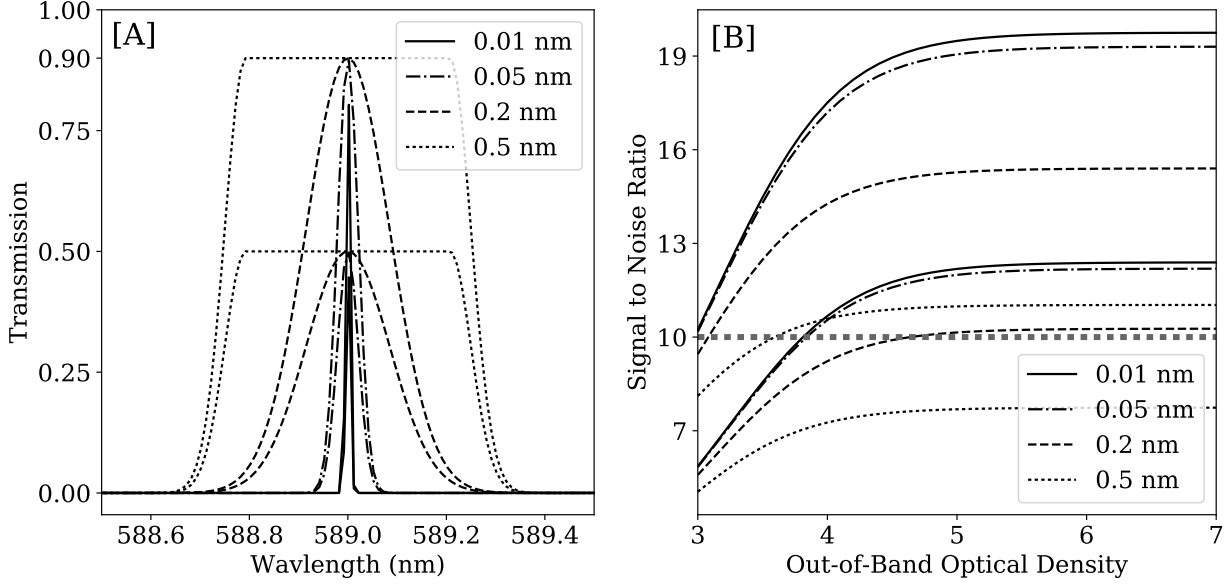 [A]
1.00
0.90
0.75
0.50
0.25
0.00
Transmission
0.01 nm
0.05 nm
0.2 nm
0.5 nm
588.6
588.8
589.0
589.2
589.4
Wavlength (nm)
[B]
19
16
13
10
7
Signal to Noise Ratio
0.01 nm
0.05 nm
0.2 nm
0.5 nm
3
4
5
6
7
Out-of-Band Optical Density